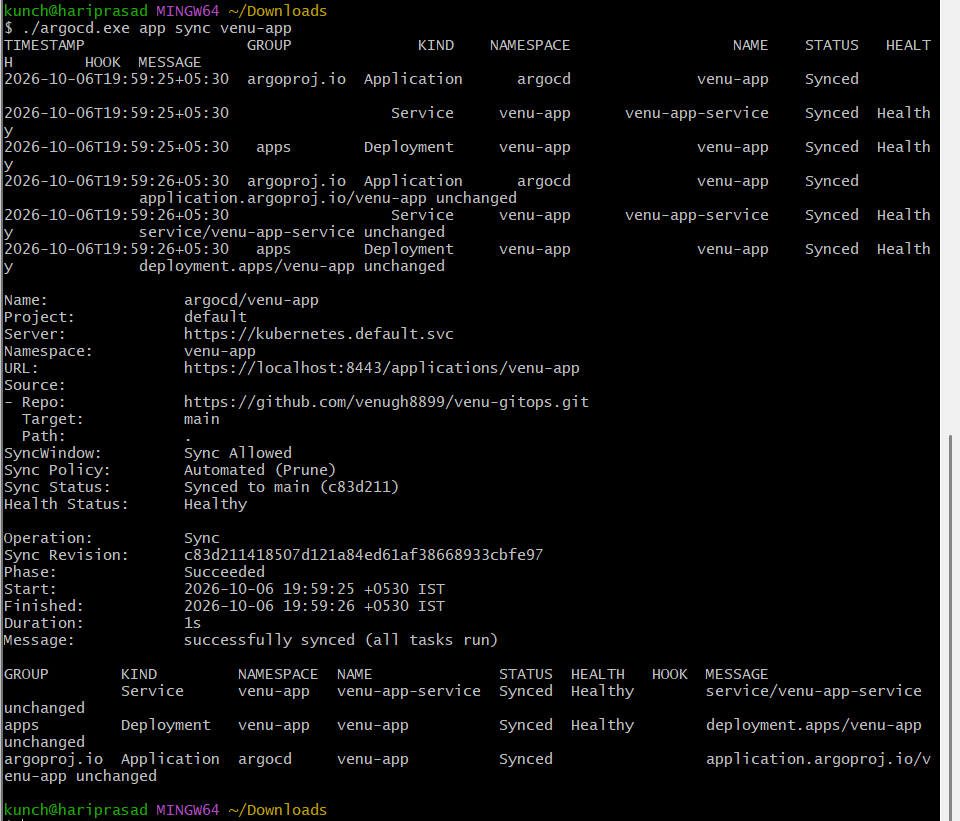 kunch@hariprasad MINGW64 ~/Downloads
$ ./argocd.exe app sync venu-app
TIMESTAMP                  GROUP              KIND    NAMESPACE                  NAME    STATUS   HEALT
H        HOOK  MESSAGE
2026-10-06T19:59:25+05:30  argoproj.io  Application      argocd              venu-app    Synced
2026-10-06T19:59:25+05:30                  Service     venu-app      venu-app-service    Synced  Health
y
2026-10-06T19:59:25+05:30   apps        Deployment    venu-app              venu-app    Synced  Health
y
2026-10-06T19:59:26+05:30  argoproj.io  Application      argocd              venu-app    Synced
               application.argoproj.io/venu-app unchanged
2026-10-06T19:59:26+05:30                  Service     venu-app      venu-app-service    Synced  Health
y              service/venu-app-service unchanged
2026-10-06T19:59:26+05:30   apps        Deployment    venu-app              venu-app    Synced  Health
y              deployment.apps/venu-app unchanged
Name:               argocd/venu-app
Project:            default
Server:             https://kubernetes.default.svc
Namespace:          venu-app
URL:                https://localhost:8443/applications/venu-app
Source:
- Repo:             https://github.com/venugh8899/venu-gitops.git
  Target:           main
  Path:             .
SyncWindow:         Sync Allowed
Sync Policy:        Automated (Prune)
Sync Status:        Synced to main (c83d211)
Health Status:      Healthy
Operation:          Sync
Sync Revision:      c83d211418507d121a84ed61af38668933cbfe97
Phase:              Succeeded
Start:              2026-10-06 19:59:25 +0530 IST
Finished:           2026-10-06 19:59:26 +0530 IST
Duration:           1s
Message:            successfully synced (all tasks run)
GROUP        KIND         NAMESPACE  NAME              STATUS  HEALTH   HOOK  MESSAGE
             Service      venu-app   venu-app-service  Synced  Healthy        service/venu-app-service
unchanged
apps         Deployment   venu-app   venu-app          Synced  Healthy        deployment.apps/venu-app
unchanged
argoproj.io  Application  argocd     venu-app          Synced                 application.argoproj.io/v
enu-app unchanged
kunch@hariprasad MINGW64 ~/Downloads